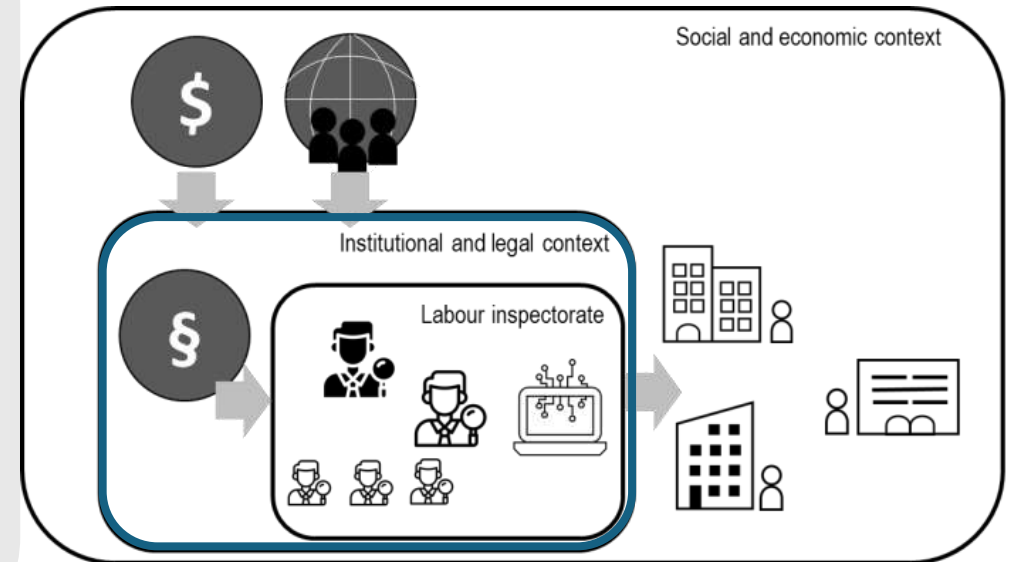 Social and economic context
$
Institutional and legal context
§
Labour inspectorate